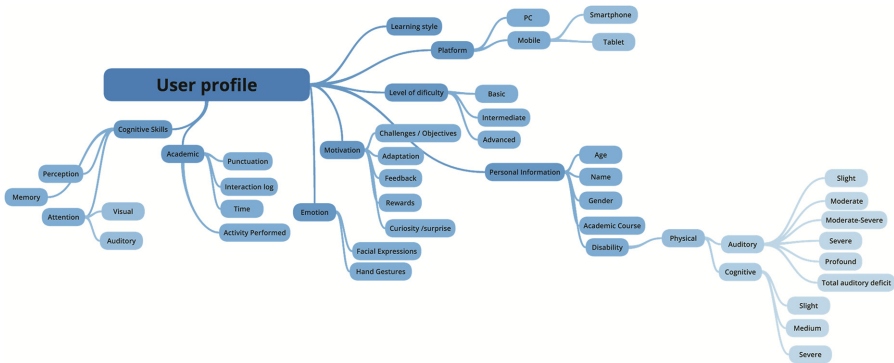 User profile
Learning style
Platform
PC
Mobile
Smartphone
Tablet
Level of dificulty
Basic
Intermediate
Advanced
Cognitive Skills
Perception
Memory
Attention
Visual
Auditory
Academic
Punctuation
Interaction log
Time
Activity Performed
Motivation
Challenges / Objectives
Adaptation
Feedback
Rewards
Curiosity /surprise
Emotion
Facial Expressions
Hand Gestures
Personal Information
Age
Name
Gender
Academic Course
Disability
Physical
Auditory
Slight
Moderate
Moderate-Severe
Severe
Profound
Total auditory deficit
Cognitive
Slight
Medium
Severe